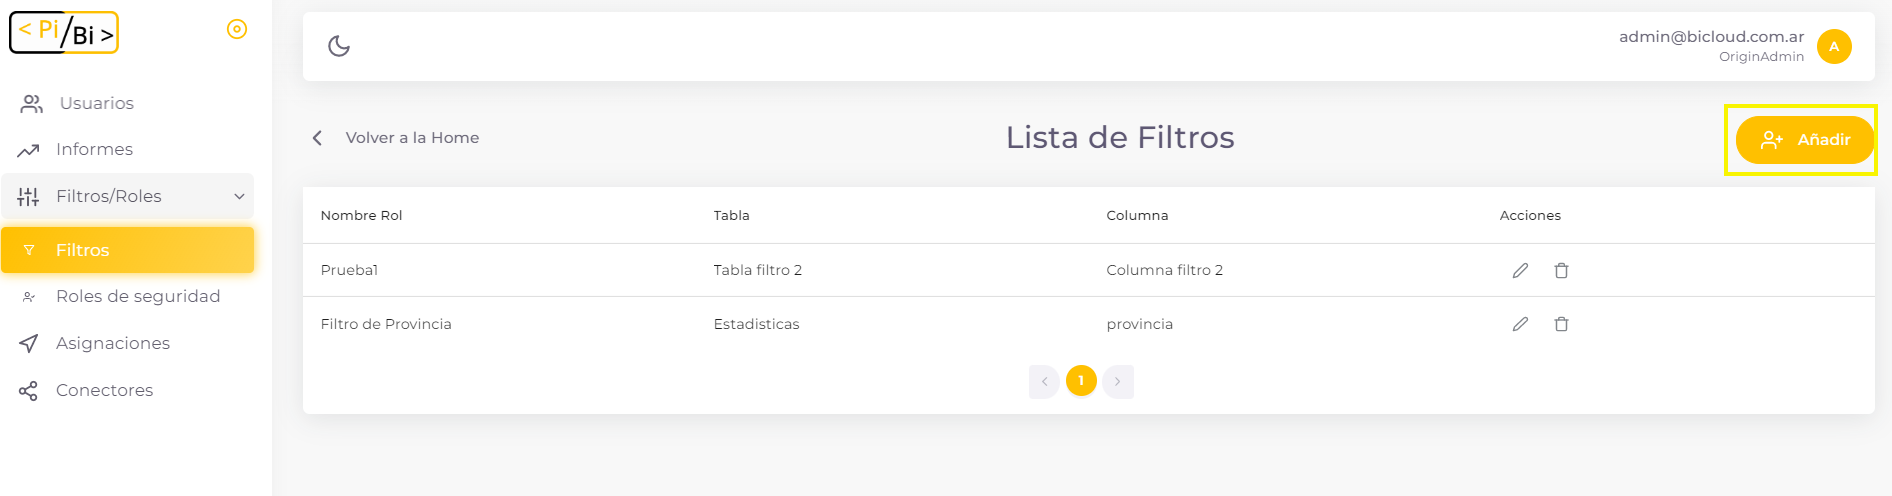 < Pi/Bi >
admin@bicloud.com.ar
OriginAdmin
A
Usuarios
Informes
Filtros/Roles
Filtros
Roles de seguridad
Asignaciones
Conectores
Volver a la Home
Lista de Filtros
Añadir
Nombre Rol Tabla Columna Acciones
Prueba1 Tabla filtro 2 Columna filtro 2
Filtro de Provincia Estadisticas provincia
1